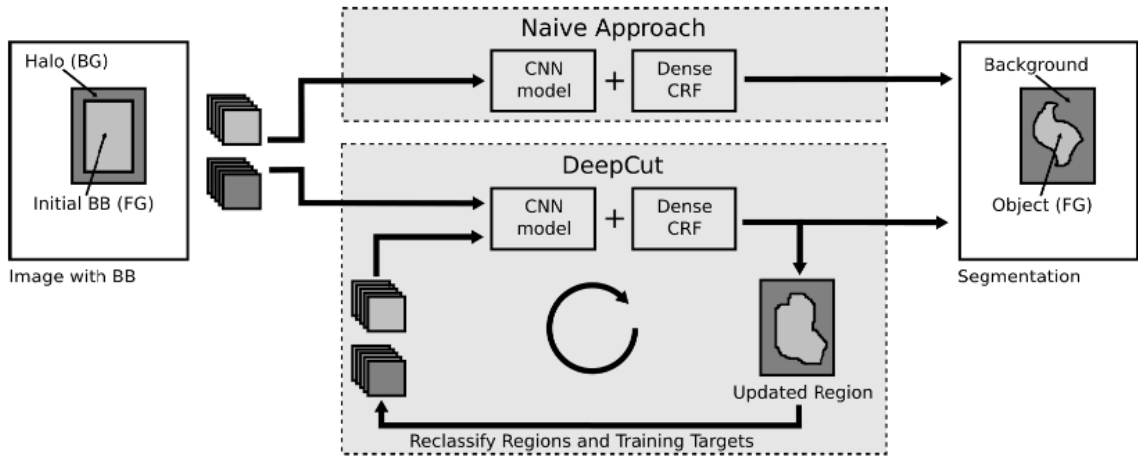 Naive Approach
Halo (BG)
Initial BB (FG)
Image with BB
CNN
model
+
Dense
CRF
DeepCut
CNN
model
+
Dense
CRF
Updated Region
Reclassify Regions and Training Targets
Background
Object (FG)
Segmentation